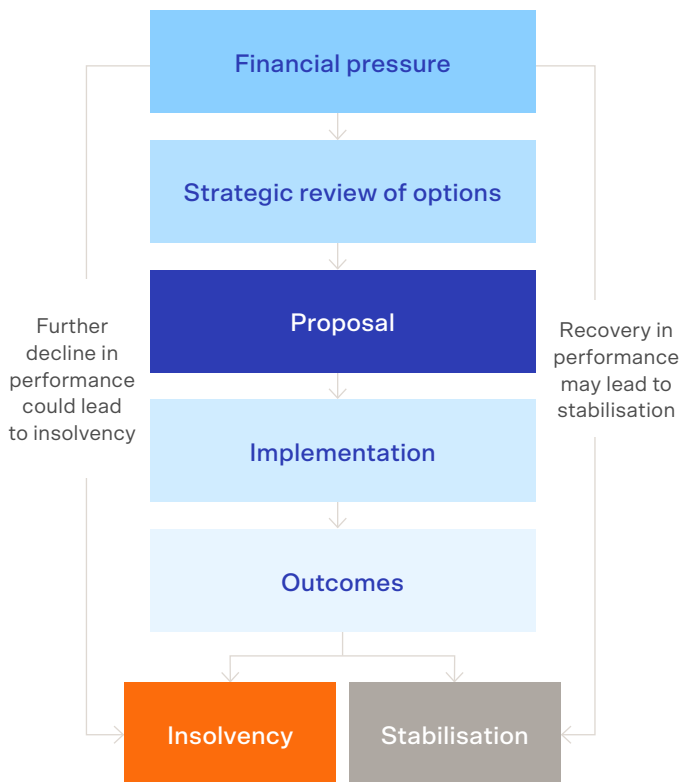 Financial pressure
Strategic review of options
Proposal
Further
decline in
performance
could lead
to insolvency
Recovery in
performance
may lead to
stabilisation
Implementation
Outcomes
Insolvency
Stabilisation